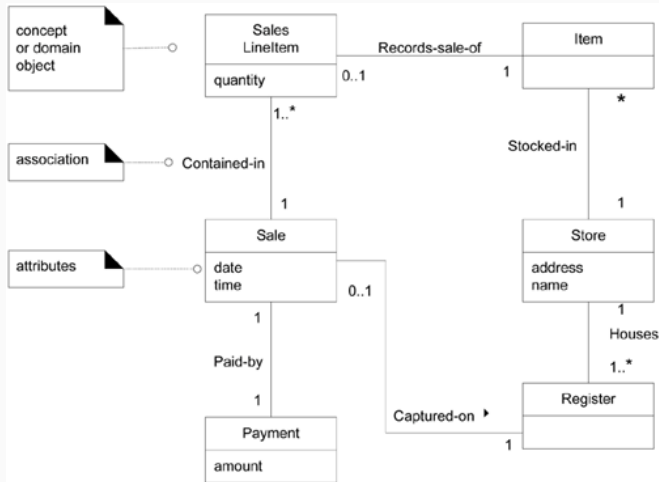 concept
or domain
object
Sales
LineItem
quantity
Records-sale-of
0..1
1
Item
1..*
*
association
Contained-in
Stocked-in
1
1
attributes
Sale
date
time
0..1
Store
address
name
1
1
Houses
Paid-by
1..*
1
Captured-on
1
Register
Payment
amount